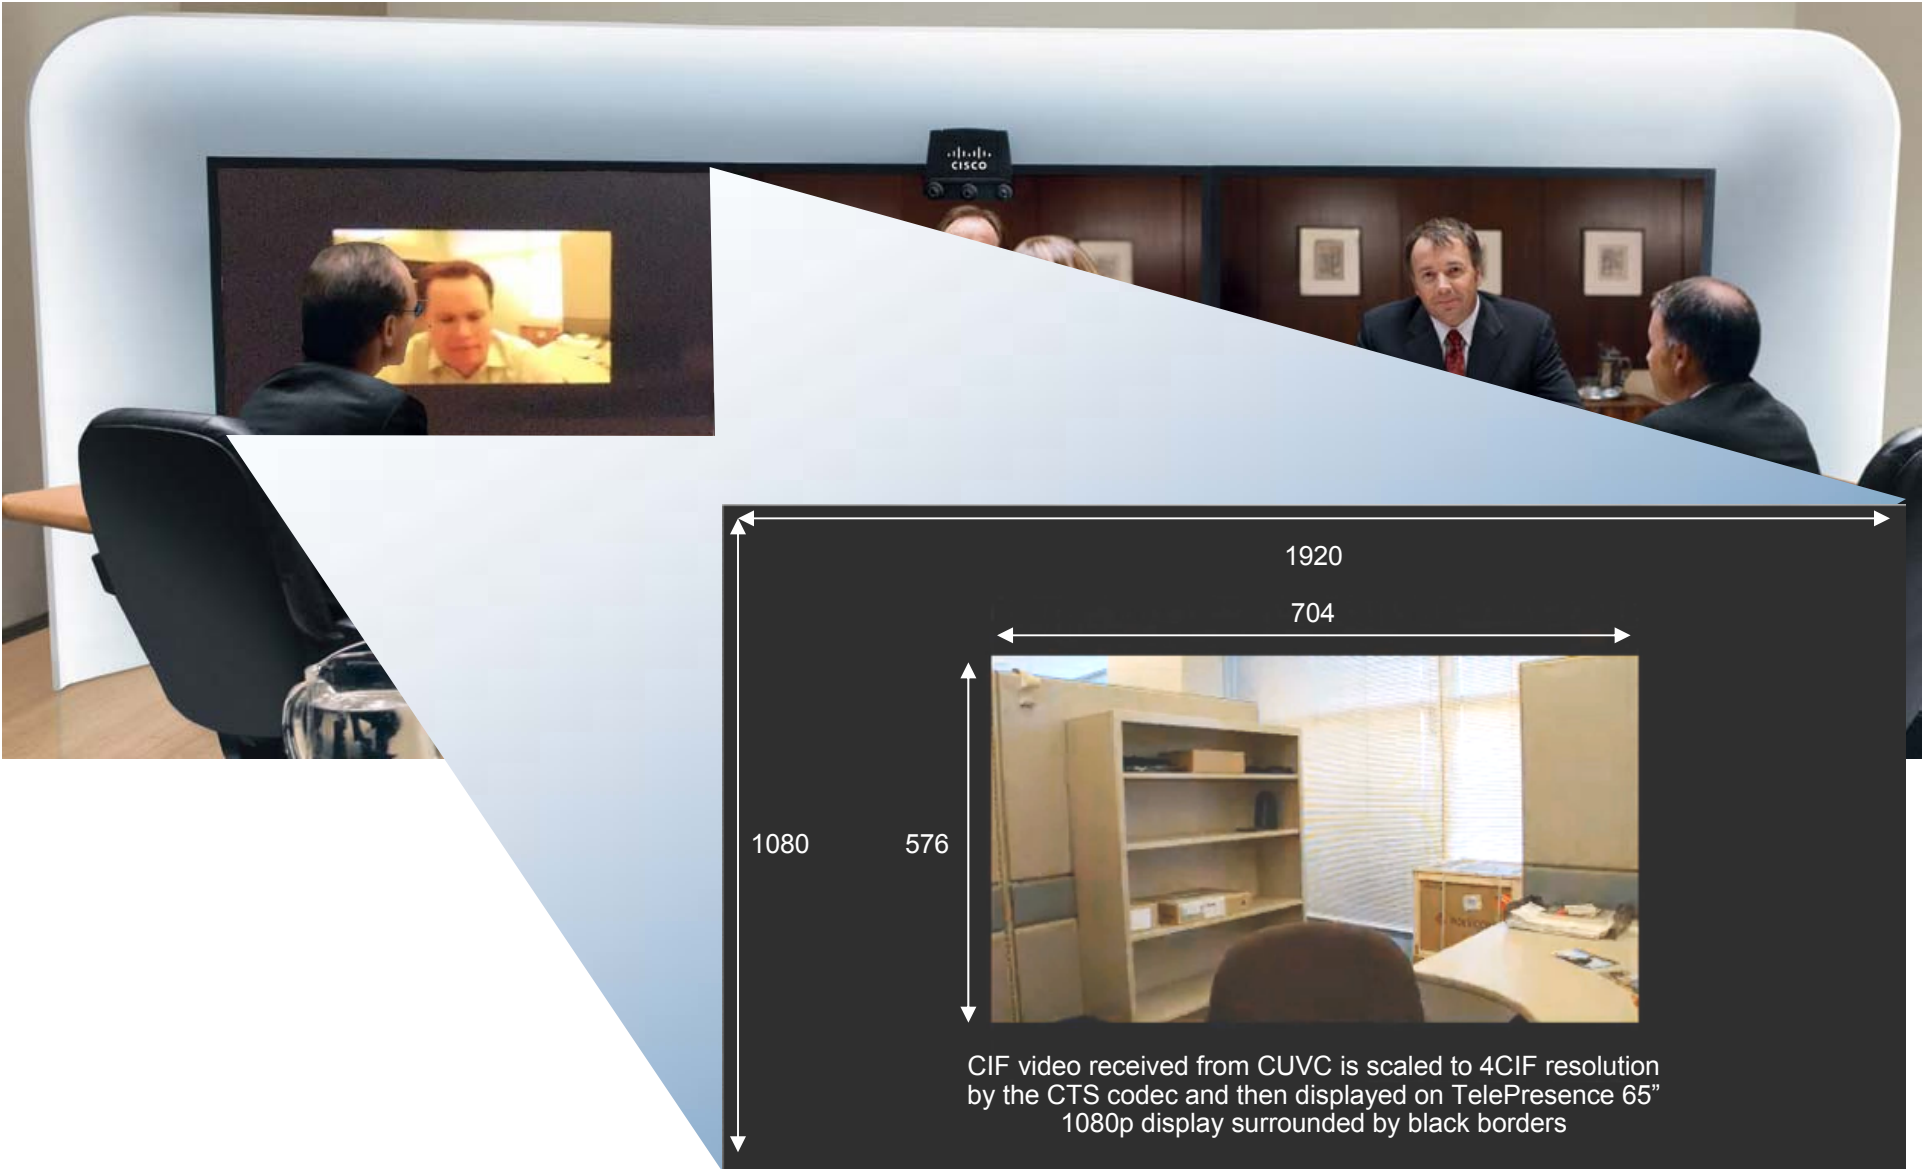 CISCO
1920
704
1080
576
CIF video received from CUVC is scaled to 4CIF resolution
by the CTS codec and then displayed on TelePresence 65”
1080p display surrounded by black borders